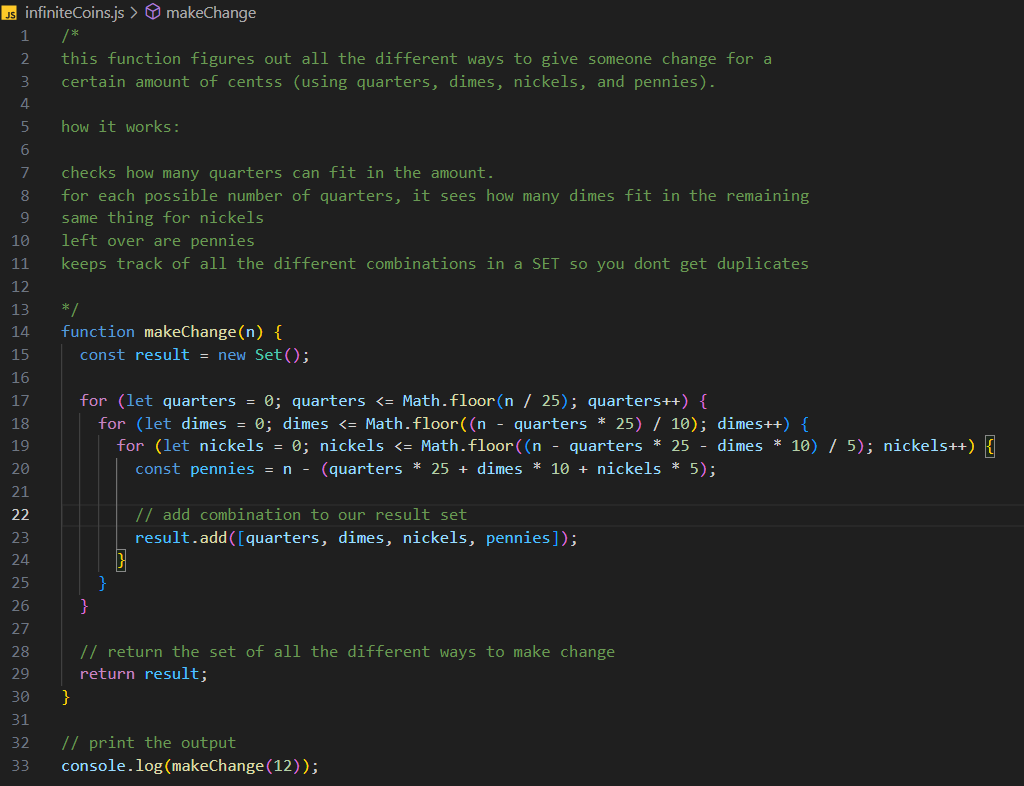 JS infiniteCoins.js > makeChange
1 /*
2 this function figures out all the different ways to give someone change for a
3 certain amount of centss (using quarters, dimes, nickels, and pennies).
4
5 how it works:
6
7 checks how many quarters can fit in the amount.
8 for each possible number of quarters, it sees how many dimes fit in the remaining
9 same thing for nickels
10 left over are pennies
11 keeps track of all the different combinations in a SET so you dont get duplicates
12
13 */
14 function makeChange(n) {
15   const result = new Set();
16
17   for (let quarters = 0; quarters <= Math.floor(n / 25); quarters++) {
18     for (let dimes = 0; dimes <= Math.floor((n - quarters * 25) / 10); dimes++) {
19       for (let nickels = 0; nickels <= Math.floor((n - quarters * 25 - dimes * 10) / 5); nickels++) {
20         const pennies = n - (quarters * 25 + dimes * 10 + nickels * 5);
21
22         // add combination to our result set
23         result.add([quarters, dimes, nickels, pennies]);
24       }
25     }
26   }
27
28   // return the set of all the different ways to make change
29   return result;
30 }
31
32 // print the output
33 console.log(makeChange(12));